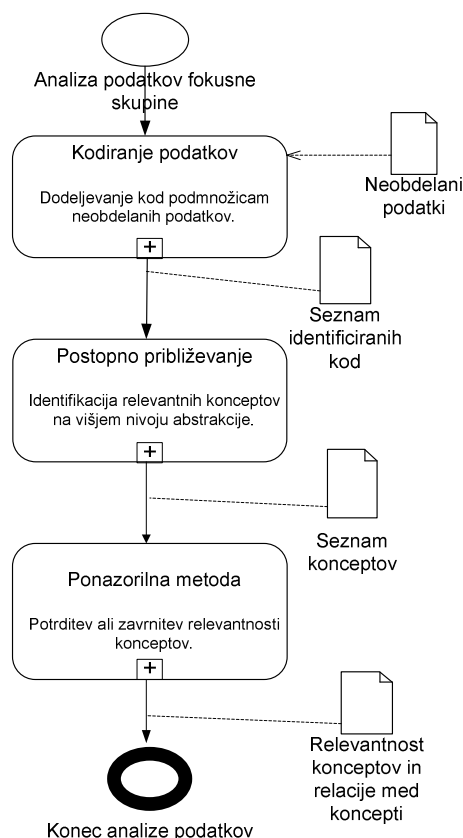 Analiza podatkov fokusne
skupine
Kodiranje podatkov
Dodeljevanje kod podmnožicam
neobdelanih podatkov.
Neobdelani
podatki
Seznam
identificiranih
kod
Postopno približevanje
Identifikacija relevantnih konceptov
na višjem nivoju abstrakcije.
Seznam
konceptov
Ponazorilna metoda
Potrditev ali zavrnitev relevantnosti
konceptov.
Relevantnost
konceptov in
relacije med
koncepti
Konec analize podatkov